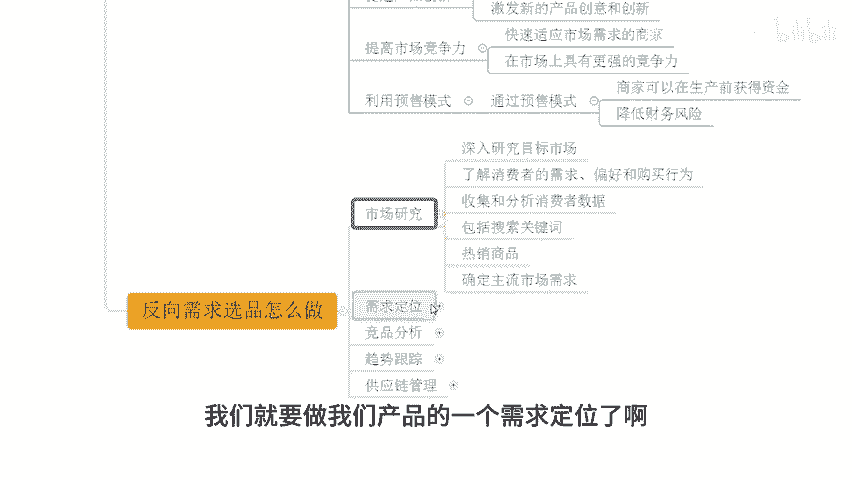 激发新的产品创意和创新
快速适应市场需求的商家
提高市场竞争力
在市场上具有更强的竞争力
商家可以在生产前获得资金
利用预售模式
通过预售模式
降低财务风险
深入研究目标市场
了解消费者的需求、偏好和购买行为
收集和分析消费者数据
市场研究
包括搜索关键词
热销商品
确定主流市场需求
反向需求选品怎么做
需求定位
竞品分析
趋势跟踪
供应链管理
我们就要做我们产品的一个需求定位了啊
bilibili